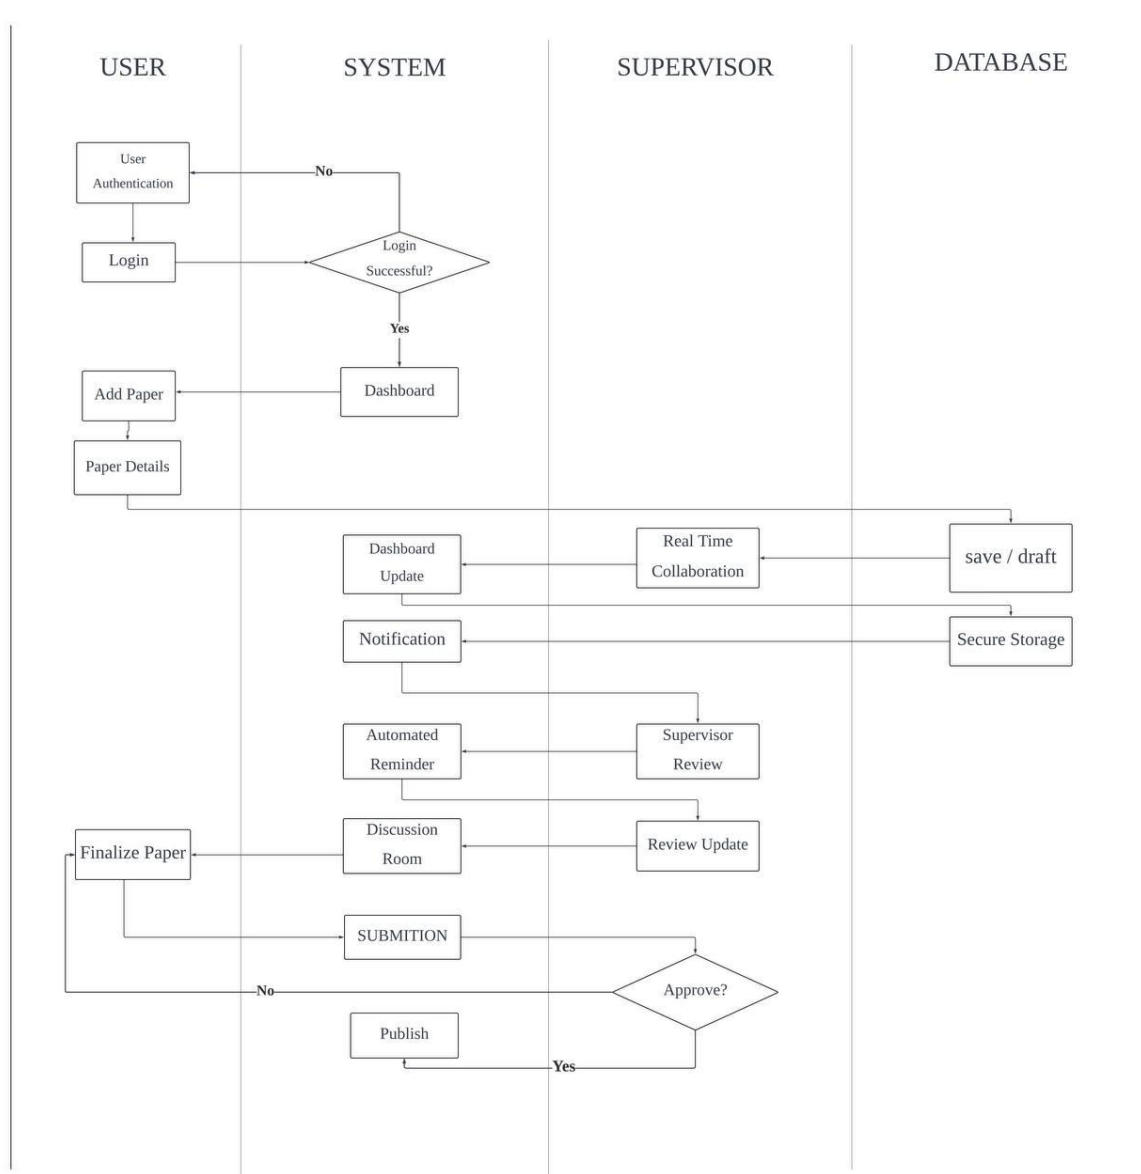 USER
SYSTEM
SUPERVISOR
DATABASE
User
Authentication
No
Login
Login
Successful?
Yes
Add Paper
Dashboard
Paper Details
Dashboard
Update
Real Time
Collaboration
save / draft
Notification
Secure Storage
Automated
Reminder
Supervisor
Review
Finalize Paper
Discussion
Room
Review Update
SUBMITION
No
Approve?
Publish
Yes